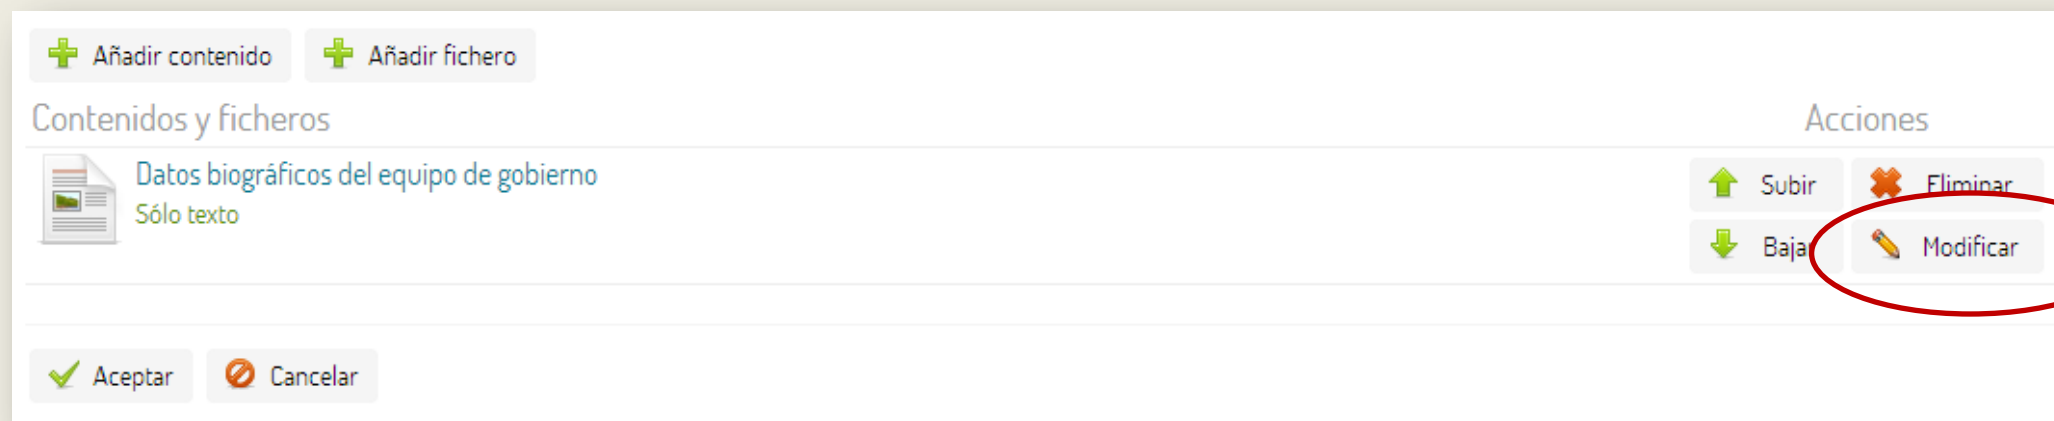 Añadir contenido Añadir fichero
Contenidos y ficheros Acciones
Datos biográficos del equipo de gobierno
Sólo texto
Subir Eliminar
Bajar Modificar
Aceptar Cancelar